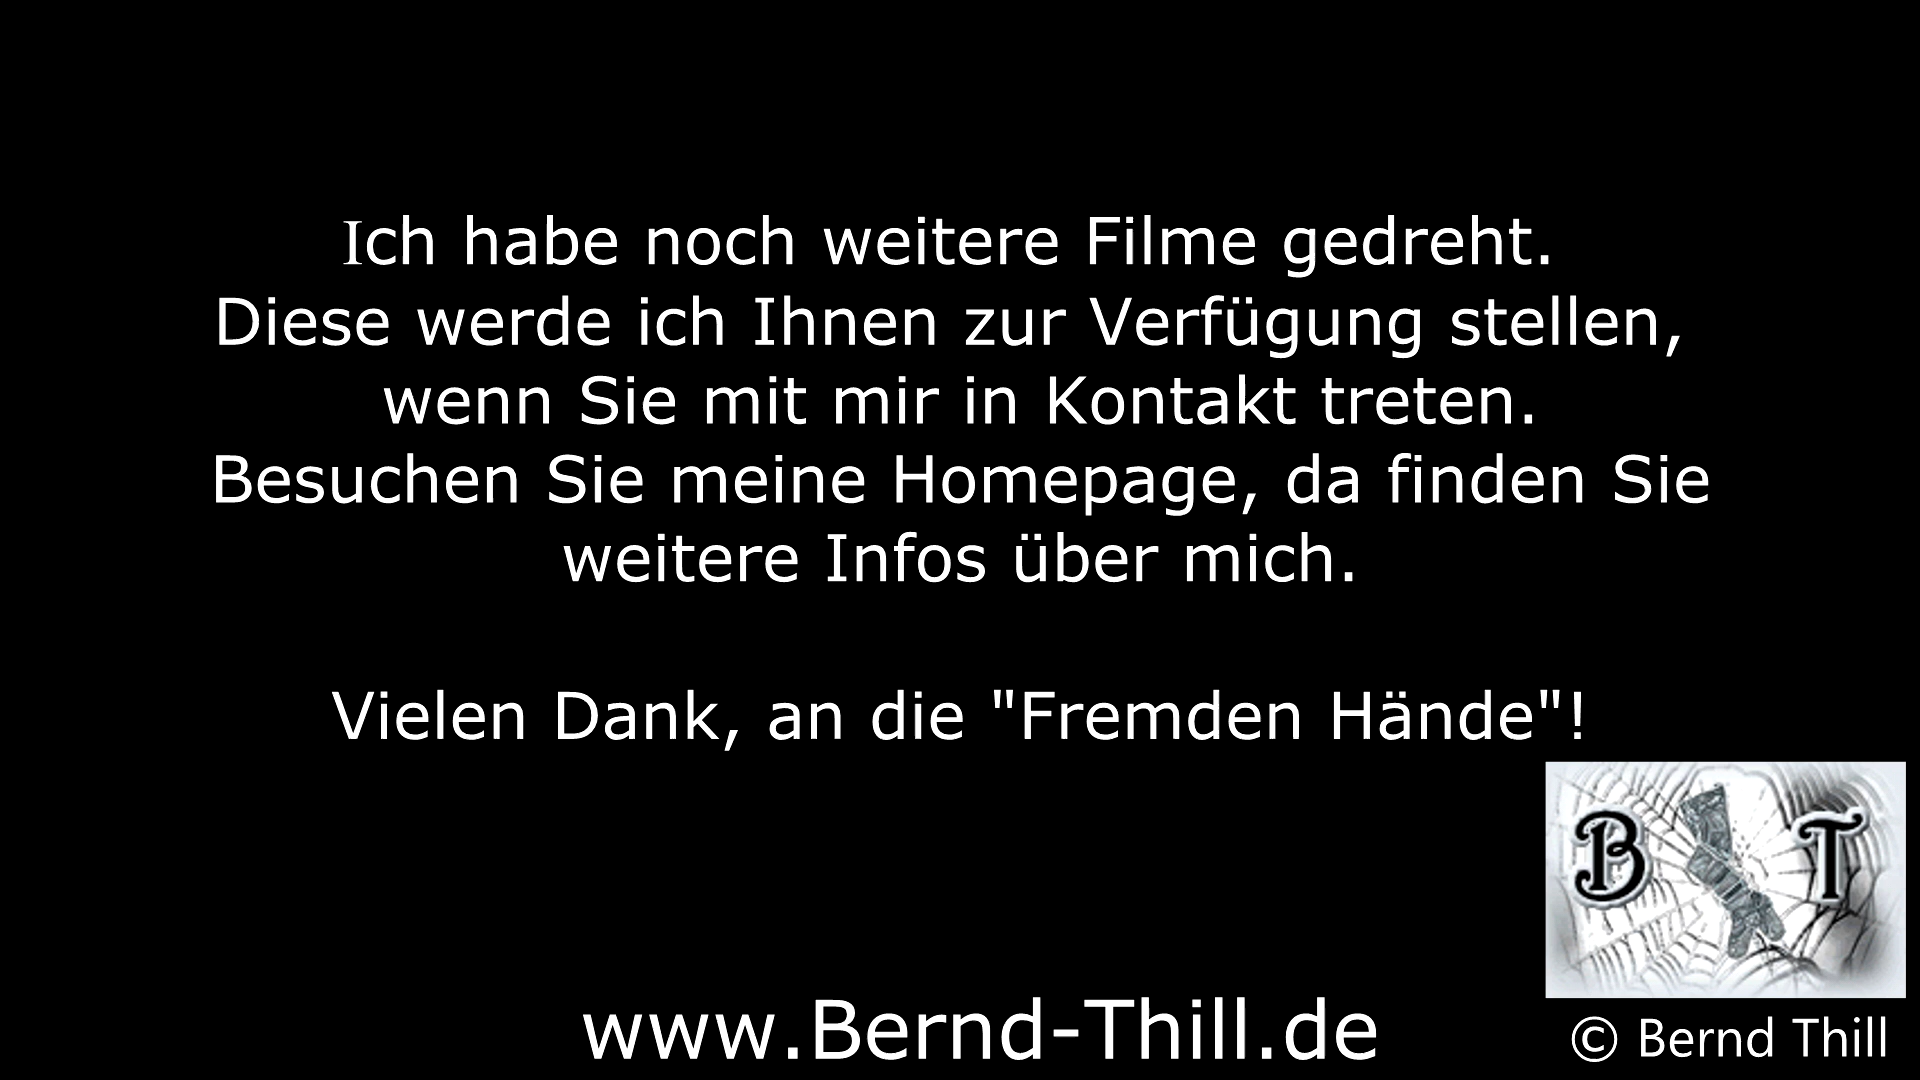 Ich habe noch weitere Filme gedreht.
Diese werde ich Ihnen zur Verfügung stellen,
wenn Sie mit mir in Kontakt treten.
Besuchen Sie meine Homepage, da finden Sie
weitere Infos über mich.
Vielen Dank, an die "Fremden Hände"!
B T
www.Bernd-Thill.de
© Bernd Thill